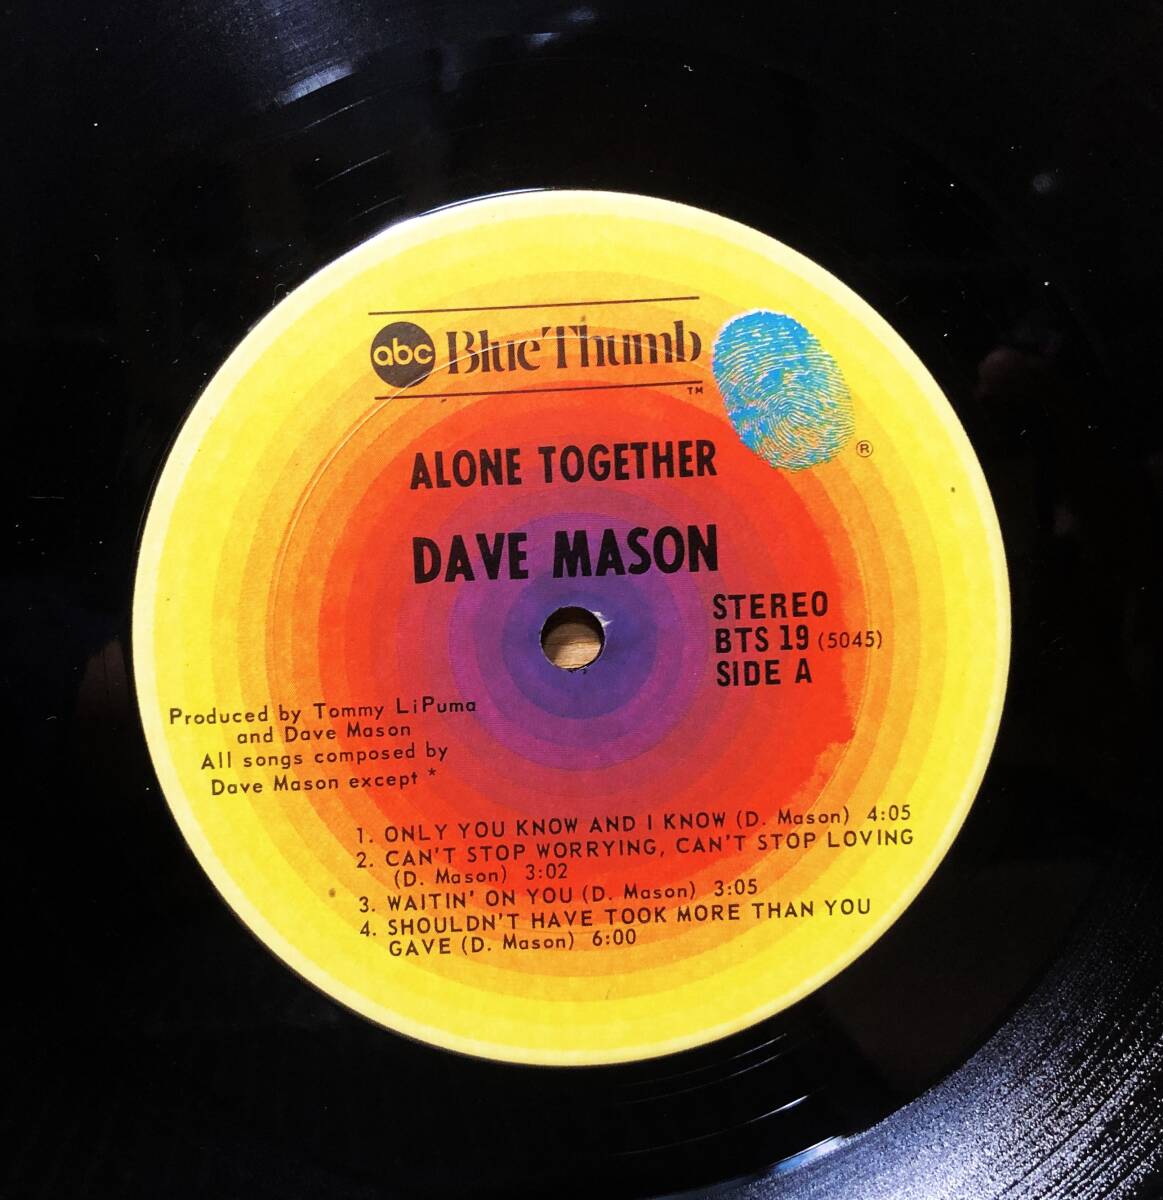 abc Blue Thumb
TM
®
ALONE TOGETHER
DAVE MASON
STEREO
BTS 19 (5045)
SIDE A
Produced by Tommy LiPuma
and Dave Mason
All songs composed by
Dave Mason except *
1. ONLY YOU KNOW AND I KNOW (D. Mason) 4:05
2. CAN'T STOP WORRYING, CAN'T STOP LOVING
(D. Mason) 3:02
3. WAITIN' ON YOU (D. Mason) 3:05
4. SHOULDN'T HAVE TOOK MORE THAN YOU
GAVE (D. Mason) 6:00